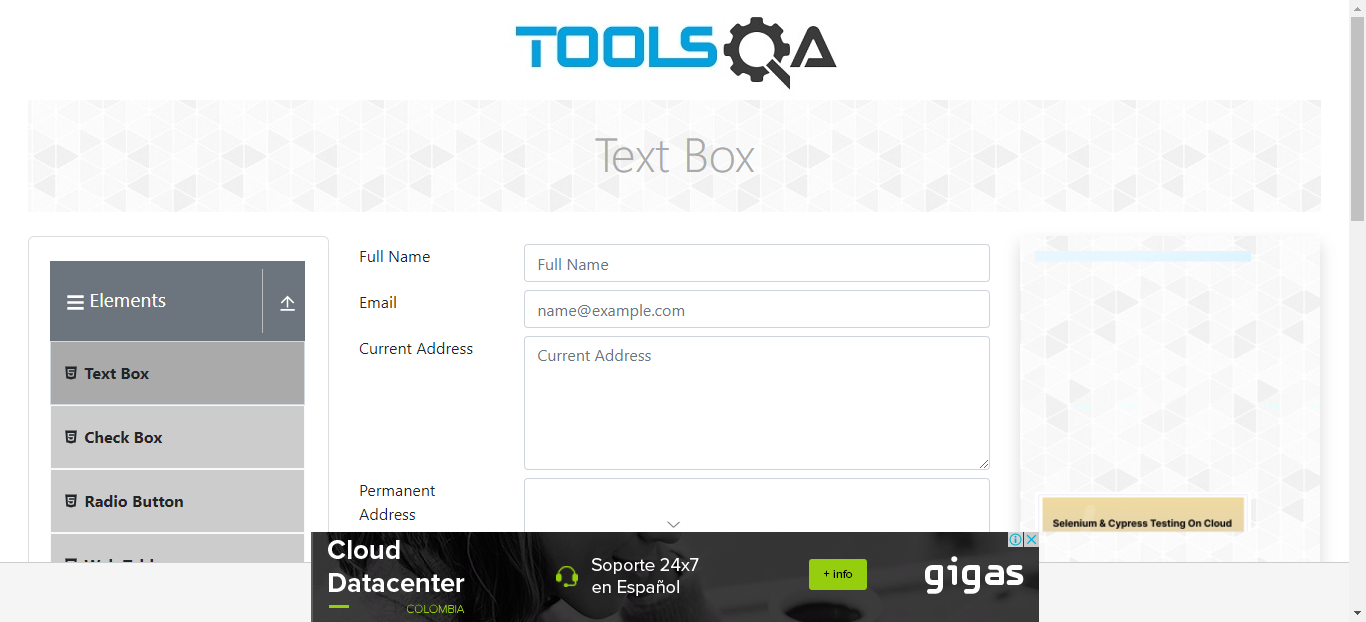 TOOLSQA
Text Box
Elements
Text Box
Check Box
Radio Button
Full Name
Full Name
Email
name@example.com
Current Address
Current Address
Permanent
Address
Selenium & Cypress Testing On Cloud
Cloud
Datacenter
COLOMBIA
Soporte 24x7
en Español
+ info
gigas